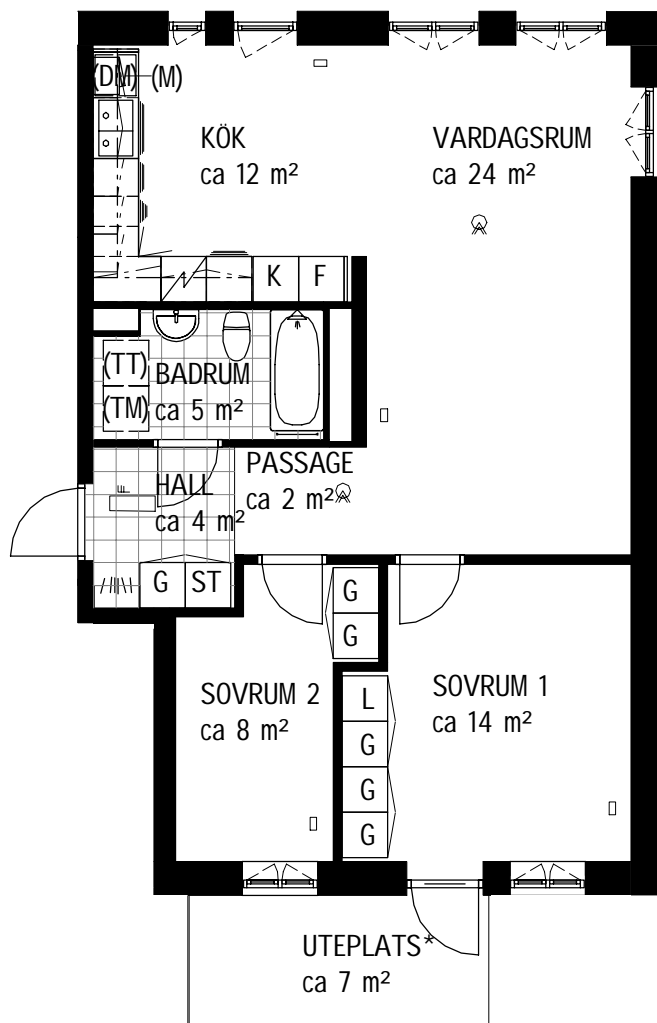 (DM) (M)
KÖK
ca 12 m²
VARDAGSRUM
ca 24 m²
K F
(TT)
(TM)
BADRUM
ca 5 m²
PASSAGE
ca 2 m²
F
HALL
ca 4 m²
G ST
G
G
SOVRUM 2
ca 8 m²
L
G
G
G
SOVRUM 1
ca 14 m²
UTEPLATS*
ca 7 m²